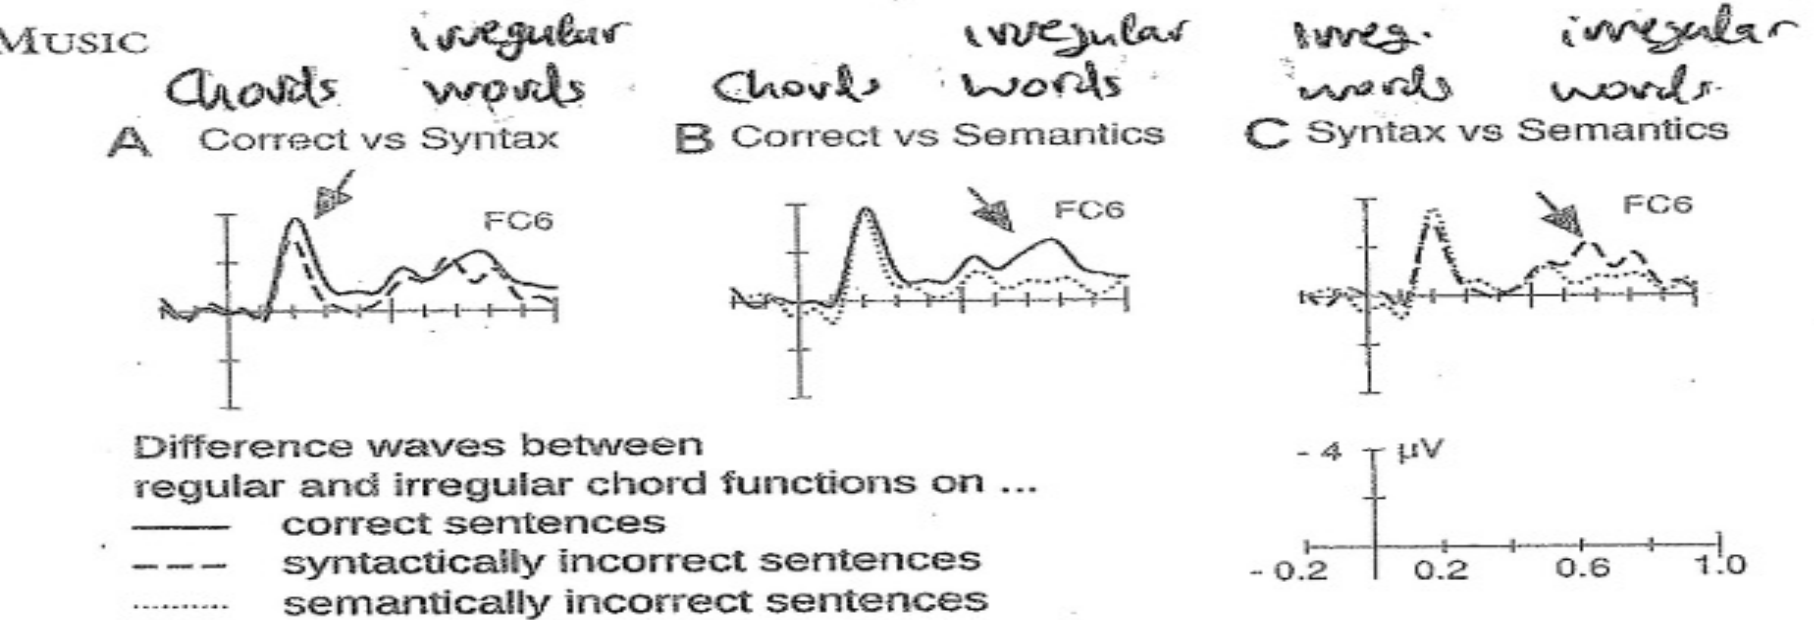 MUSIC
irregular irregular irreg. irregular
Chords words Chords words words words.
A Correct vs Syntax B Correct vs Semantics C Syntax vs Semantics
FC6 FC6 FC6
Difference waves between
regular and irregular chord functions on ...
correct sentences
syntactically incorrect sentences
semantically incorrect sentences
- 4 μV
- 0.2 0.2 0.6 1.0